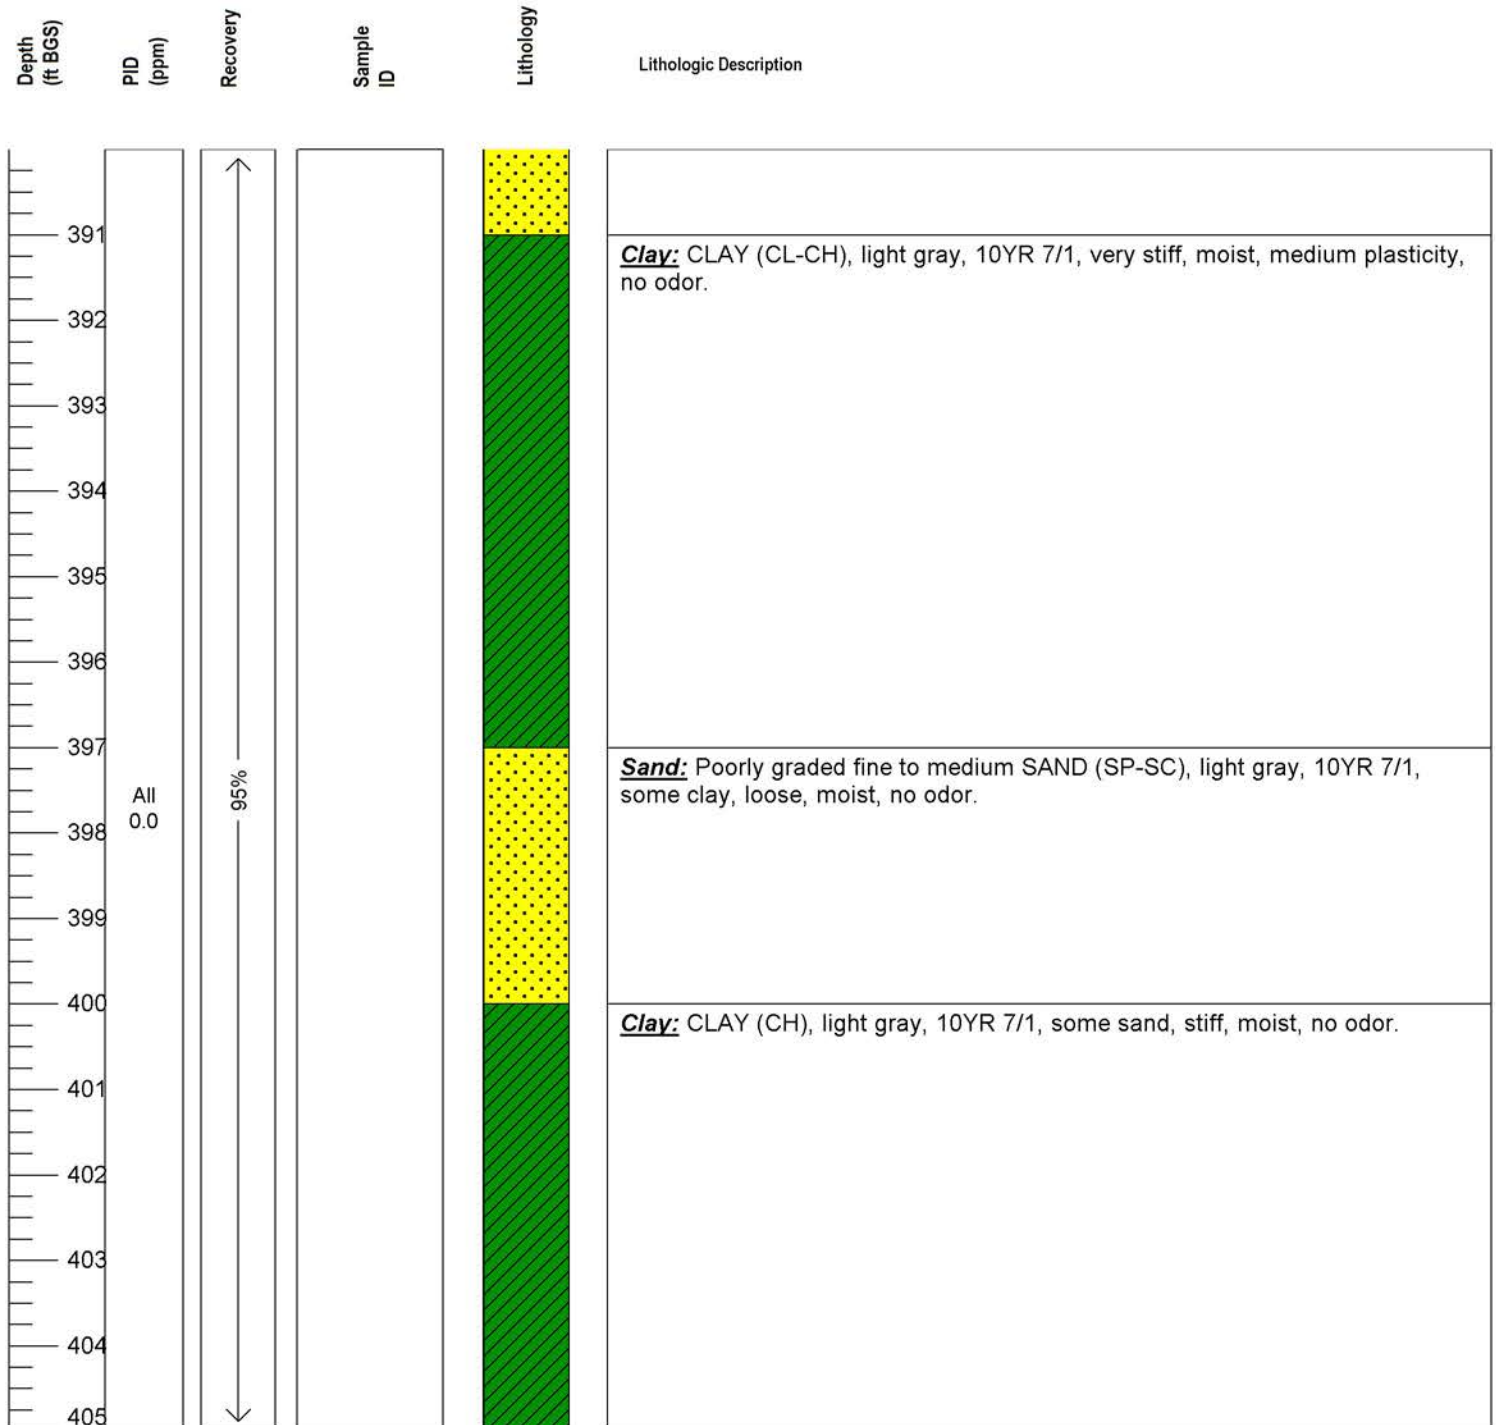 Depth
(ft BGS)
PID
(ppm)
Recovery
Sample
ID
Lithology
Lithologic Description
391
Clay: CLAY (CL-CH), light gray, 10YR 7/1, very stiff, moist, medium plasticity,
no odor.
392
393
394
395
396
397
Sand: Poorly graded fine to medium SAND (SP-SC), light gray, 10YR 7/1,
some clay, loose, moist, no odor.
All
0.0
95%
398
399
400
Clay: CLAY (CH), light gray, 10YR 7/1, some sand, stiff, moist, no odor.
401
402
403
404
405